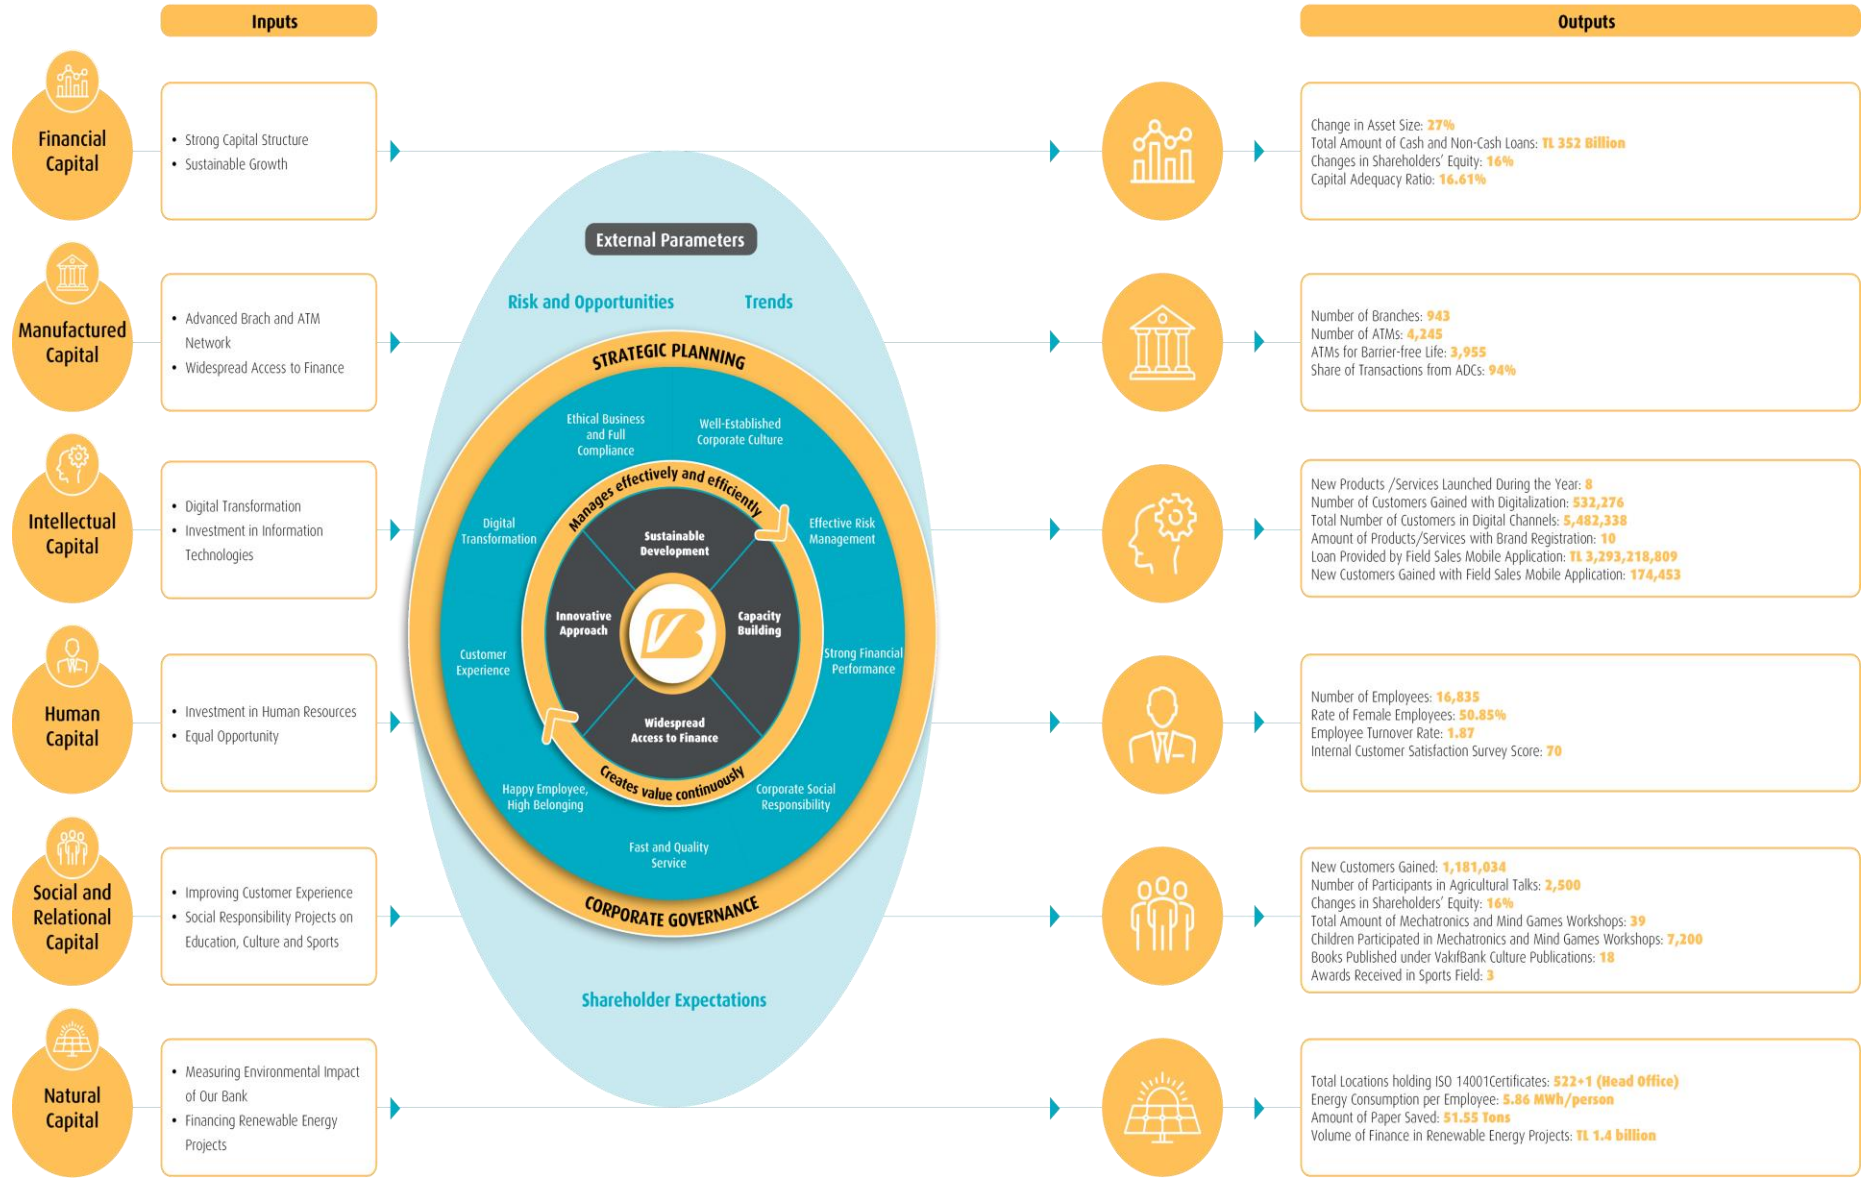 Inputs
Outputs
Financial
Capital
• Strong Capital Structure
• Sustainable Growth
Change in Asset Size: 27%
Total Amount of Cash and Non-Cash Loans: TL 352 Billion
Changes in Shareholders' Equity: 16%
Capital Adequacy Ratio: 16.61%
Manufactured
Capital
• Advanced Brach and ATM
Network
• Widespread Access to Finance
Number of Branches: 943
Number of ATMs: 4,245
ATMs for Barrier-free Life: 3,955
Share of Transactions from ADCs: 94%
Intellectual
Capital
• Digital Transformation
• Investment in Information
Technologies
New Products /Services Launched During the Year: 8
Number of Customers Gained with Digitalization: 532,276
Total Number of Customers in Digital Channels: 5,482,338
Amount of Products/Services with Brand Registration: 10
Loan Provided by Field Sales Mobile Application: TL 3,293,218,809
New Customers Gained with Field Sales Mobile Application: 174,453
Human
Capital
• Investment in Human Resources
• Equal Opportunity
Number of Employees: 16,835
Rate of Female Employees: 50.85%
Employee Turnover Rate: 1.87
Internal Customer Satisfaction Survey Score: 70
Social and
Relational
Capital
• Improving Customer Experience
• Social Responsibility Projects on
Education, Culture and Sports
New Customers Gained: 1,181,034
Number of Participants in Agricultural Talks: 2,500
Changes in Shareholders' Equity: 16%
Total Amount of Mechatronics and Mind Games Workshops: 39
Children Participated in Mechatronics and Mind Games Workshops: 7,200
Books Published under VakıfBank Culture Publications: 18
Awards Received in Sports Field: 3
Natural
Capital
• Measuring Environmental Impact
of Our Bank
• Financing Renewable Energy
Projects
Total Locations holding ISO 14001Certificates: 522+1 (Head Office)
Energy Consumption per Employee: 5.86 MWh/person
Amount of Paper Saved: 51.55 Tons
Volume of Finance in Renewable Energy Projects: TL 1.4 billion
External Parameters
Risk and Opportunities
Trends
STRATEGIC PLANNING
Ethical Business
and Full
Compliance
Well-Established
Corporate Culture
Manages effectively and efficiently
Digital
Transformation
Effective Risk
Management
Sustainable
Development
Innovative
Approach
VB
Capacity
Building
Customer
Experience
Strong Financial
Performance
Widespread
Access to Finance
Creates value continuously
Happy Employee,
High Belonging
Corporate Social
Responsibility
Fast and Quality
Service
CORPORATE GOVERNANCE
Shareholder Expectations